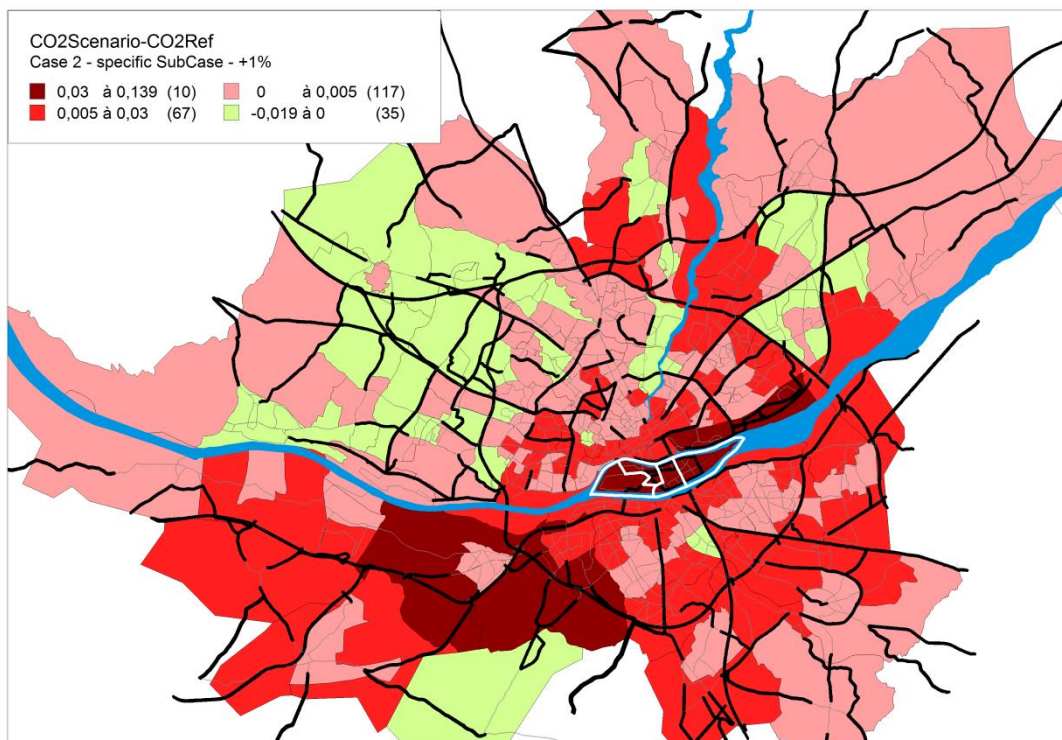 CO2Scenario-CO2Ref
Case 2 - specific SubCase - +1%
0,03 à 0,139 (10) 0 à 0,005 (117)
0,005 à 0,03 (67) -0,019 à 0 (35)